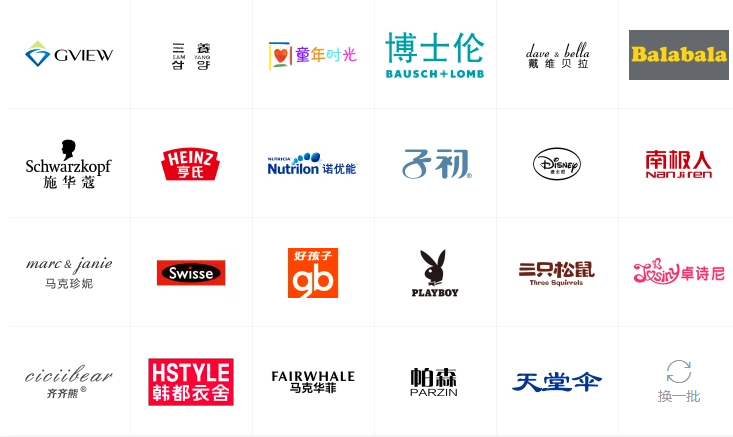 GVIEW
三 養
SAM YANG
삼 양
童年时光
博士伦
BAUSCH+LOMB
dave & bella
戴维贝拉
Balabala
Schwarzkopf
施华蔻
HEINZ
亨氏
NUTRICIA
Nutrilon 诺优能
子初®
Disney
迪士尼
南极人
Nanjiren
marc & janie
马克珍妮
Swisse
好孩子
gb
PLAYBOY
三只松鼠
Three Squirrels
Josiny 卓诗尼
ciciibear
齐齐熊®
HSTYLE
韩都衣舍
FAIRWHALE
马克华菲
帕森
PARZIN
天堂伞
换一批